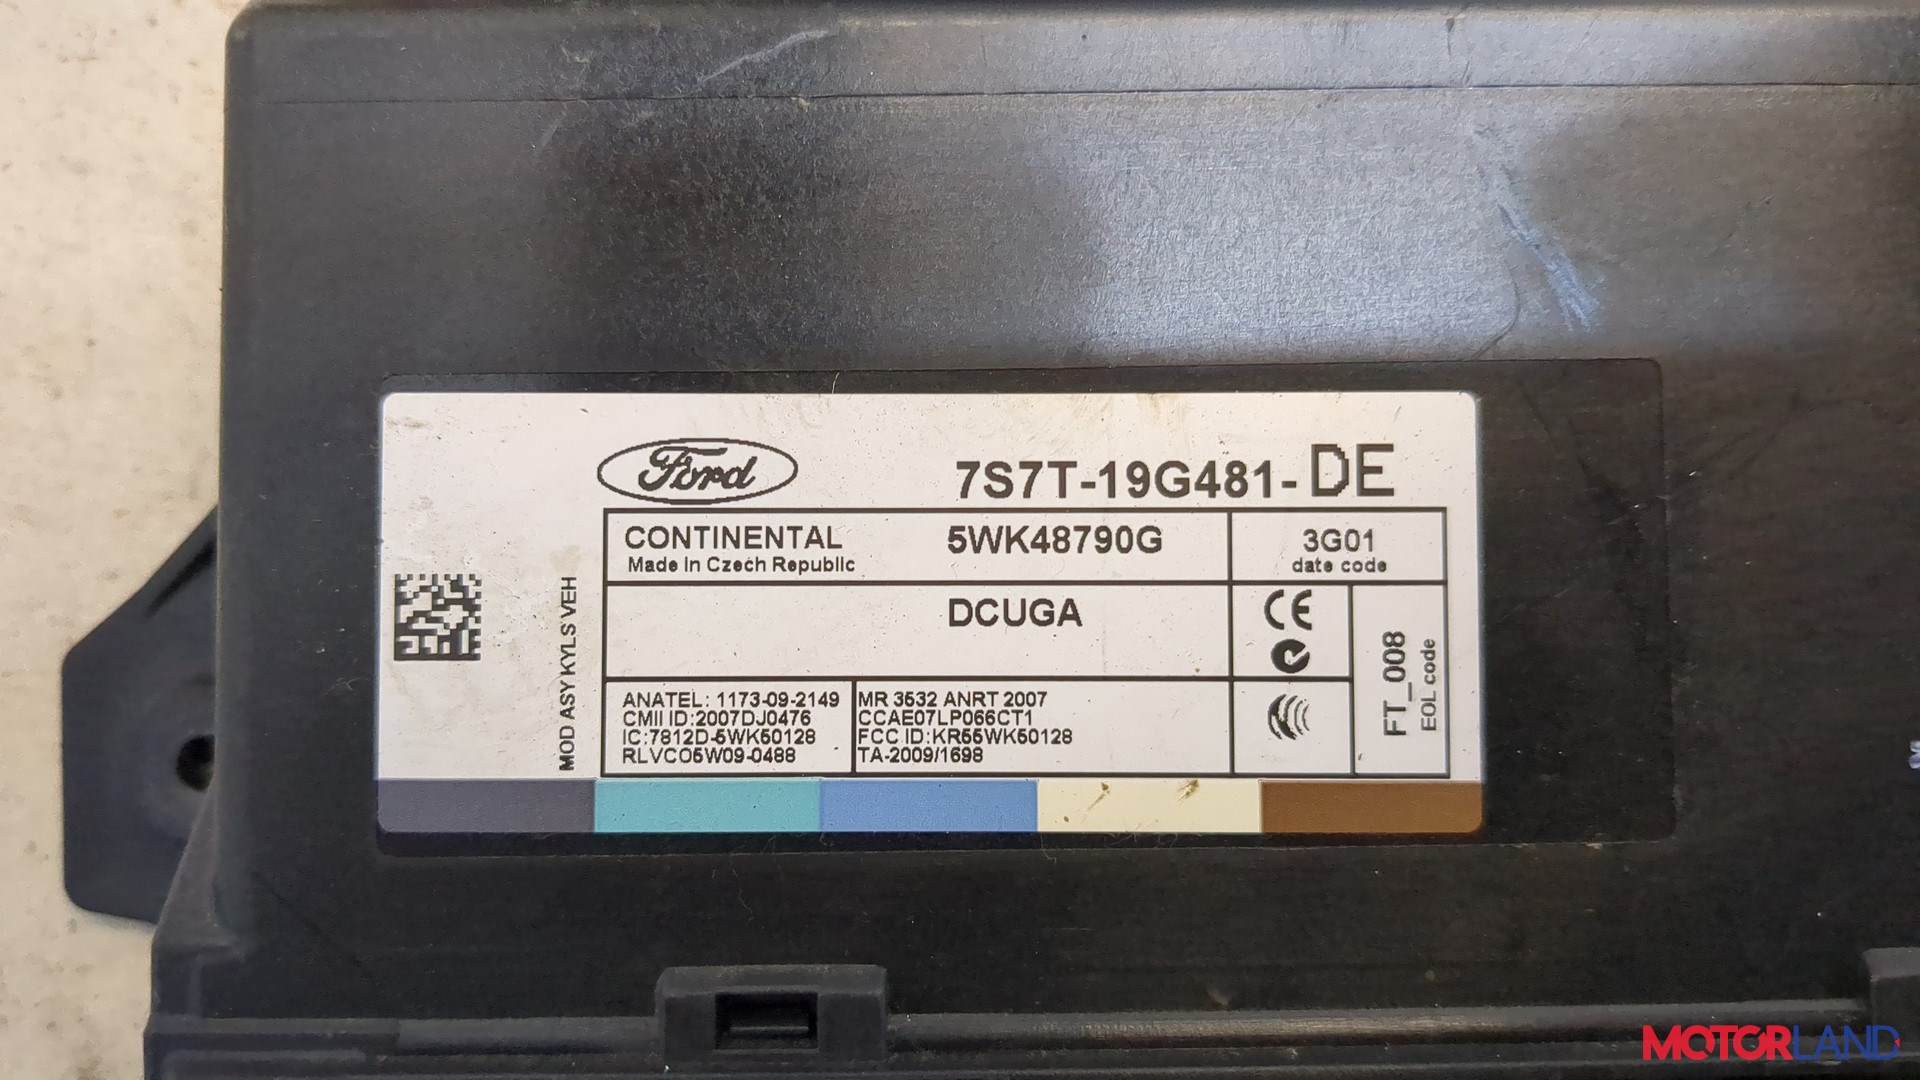 Ford
7S7T-19G481-DE
CONTINENTAL
Made In Czech Republic
5WK48790G
3G01
date code
MOD ASY KYLS VEH
DCUGA
CE
FT_008
EOL code
ANATEL: 1173-09-2149
CMII ID:2007DJ0476
IC:7812D-5WK50128
RLVCO5W09-0488
MR 3532 ANRT 2007
CCAE07LP066CT1
FCC ID:KR55WK50128
TA-2009/1698
MOTORLAND